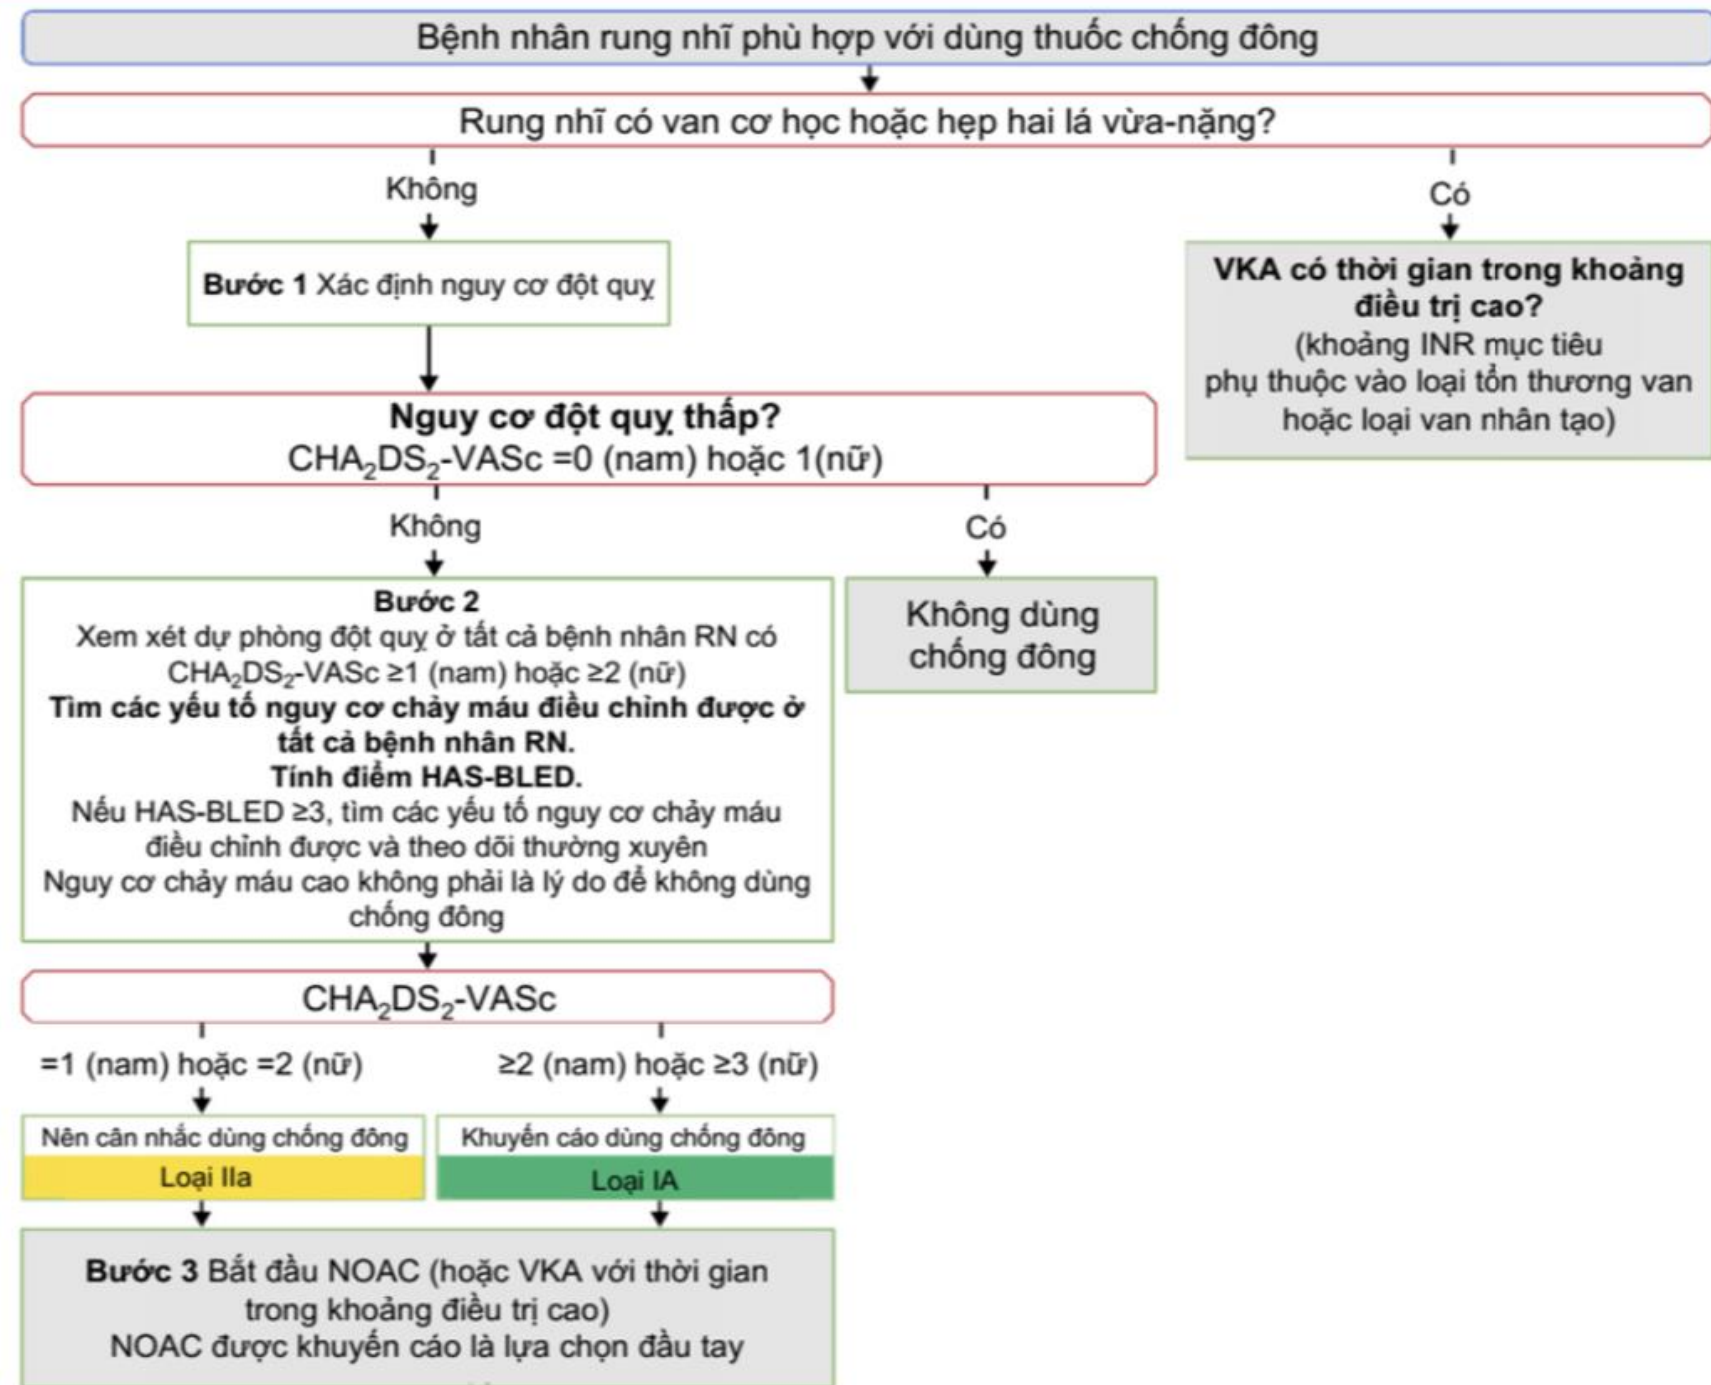 Bệnh nhân rung nhĩ phù hợp với dùng thuốc chống đông
Rung nhĩ có van cơ học hoặc hẹp hai lá vừa-nặng?
Không
Có
Bước 1 Xác định nguy cơ đột quỵ
VKA có thời gian trong khoảng
điều trị cao?
(khoảng INR mục tiêu
phụ thuộc vào loại tổn thương van
hoặc loại van nhân tạo)
Nguy cơ đột quỵ thấp?
CHA₂DS₂-VASc =0 (nam) hoặc 1(nữ)
Không
Có
Bước 2
Xem xét dự phòng đột quỵ ở tất cả bệnh nhân RN có
CHA₂DS₂-VASc ≥1 (nam) hoặc ≥2 (nữ)
Tìm các yếu tố nguy cơ chảy máu điều chỉnh được ở
tất cả bệnh nhân RN.
Tính điểm HAS-BLED.
Nếu HAS-BLED ≥3, tìm các yếu tố nguy cơ chảy máu
điều chỉnh được và theo dõi thường xuyên
Nguy cơ chảy máu cao không phải là lý do để không dùng
chống đông
Không dùng
chống đông
CHA₂DS₂-VASc
=1 (nam) hoặc =2 (nữ)
≥2 (nam) hoặc ≥3 (nữ)
Nên cân nhắc dùng chống đông
Loại IIa
Khuyến cáo dùng chống đông
Loại IA
Bước 3 Bắt đầu NOAC (hoặc VKA với thời gian
trong khoảng điều trị cao)
NOAC được khuyến cáo là lựa chọn đầu tay